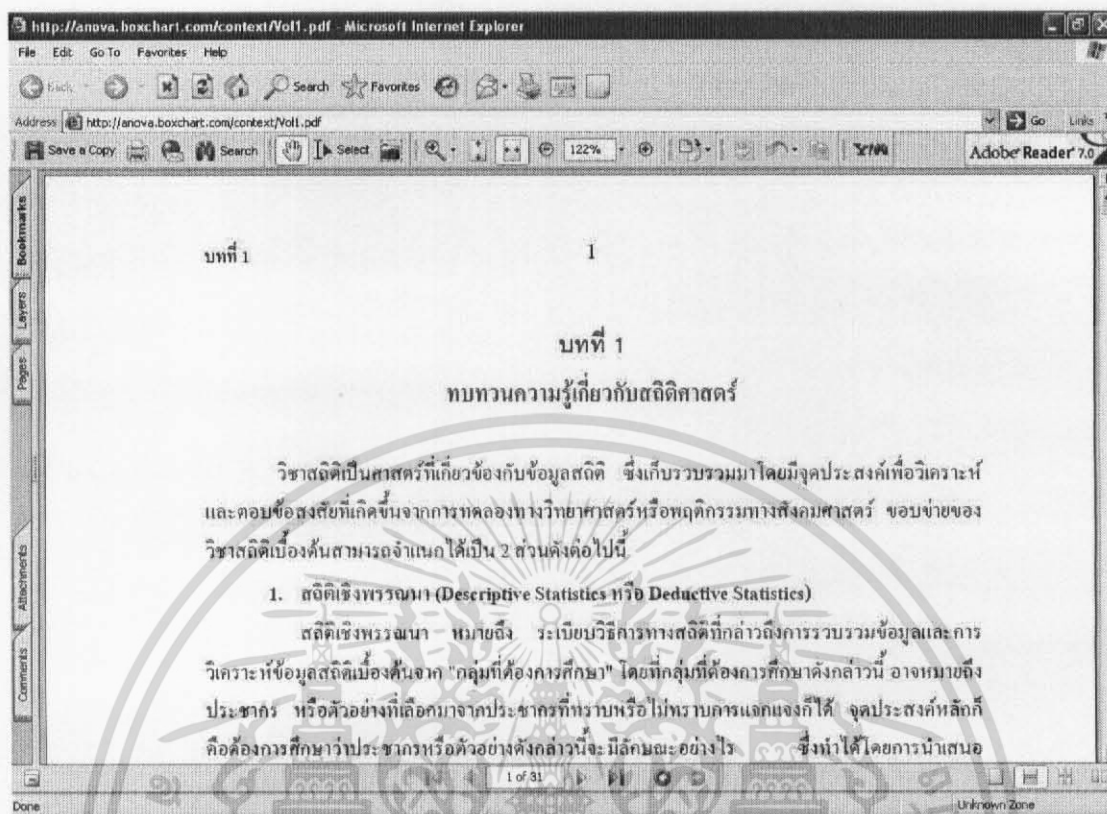 http://anova.boxchart.com/context/Vol1.pdf - Microsoft Internet Explorer
File Edit Go To Favorites Help
Back Search Favorites
Address http://anova.boxchart.com/context/Vol1.pdf Go Links
Save a Copy Search Select 122% Y! Adobe Reader 7.0
Bookmarks
Layers
Pages
Attachments
Comments
บทที่ 1 1
บทที่ 1
ทบทวนความรู้เกี่ยวกับสถิติศาสตร์
วิชาสถิติเป็นศาสตร์ที่เกี่ยวข้องกับข้อมูลสถิติ ซึ่งเก็บรวบรวมมาโดยมีจุดประสงค์เพื่อวิเคราะห์
และตอบข้อสงสัยที่เกิดขึ้นจากการทดลองทางวิทยาศาสตร์หรือพฤติกรรมทางสังคมศาสตร์ ขอบข่ายของ
วิชาสถิติเบื้องต้นสามารถจำแนกได้เป็น 2 ส่วนดังต่อไปนี้
1. สถิติเชิงพรรณนา (Descriptive Statistics หรือ Deductive Statistics)
สถิติเชิงพรรณนา หมายถึง ระเบียบวิธีการทางสถิติที่กล่าวถึงการรวบรวมข้อมูลและการ
วิเคราะห์ข้อมูลสถิติเบื้องต้นจาก "กลุ่มที่ต้องการศึกษา" โดยที่กลุ่มที่ต้องการศึกษาดังกล่าวนี้ อาจหมายถึง
ประชากร หรือตัวอย่างที่เลือกมาจากประชากรที่ทราบหรือไม่ทราบการแจกแจงก็ได้ จุดประสงค์หลักก็
คือต้องการศึกษาว่าประชากรหรือตัวอย่างดังกล่าวนี้จะมีลักษณะอย่างไร ซึ่งทำได้โดยการนำเสนอ
1 of 31
Done Unknown Zone